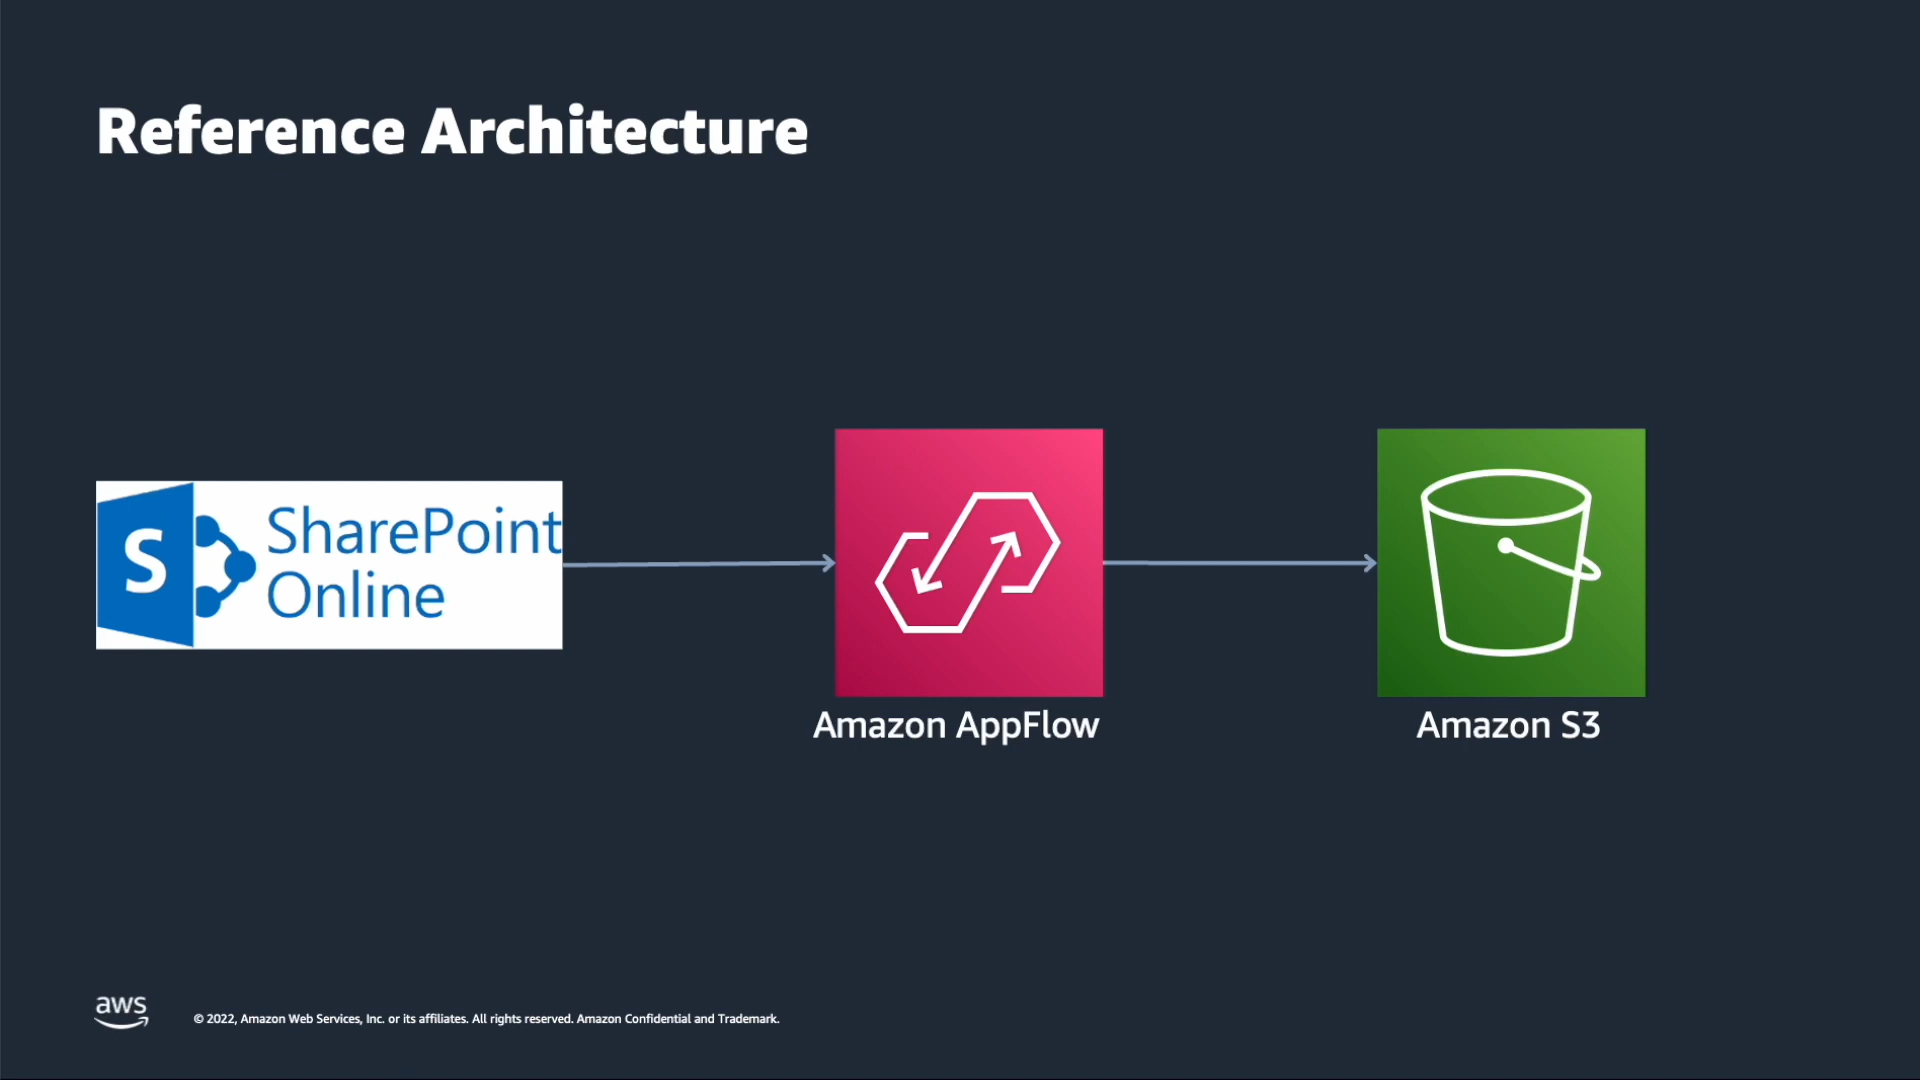 Reference Architecture
S
SharePoint
Online
Amazon AppFlow
Amazon S3
aws
© 2022, Amazon Web Services, Inc. or its affiliates. All rights reserved. Amazon Confidential and Trademark.